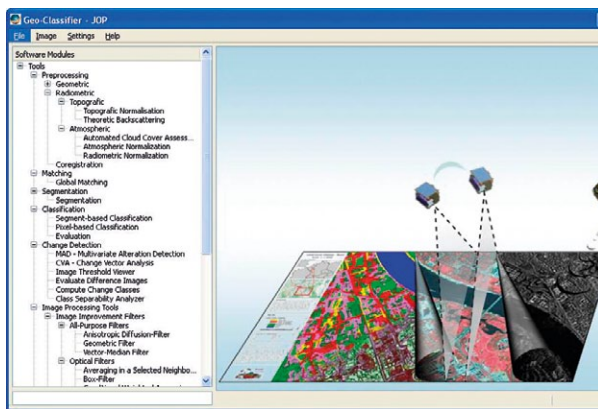 Geo-Classifier - JOP
File Image Settings Help
Software Modules
Tools
Preprocessing
Geometric
Radiometric
Topografic
Topografic Normalisation
Theoretic Backscattering
Atmospheric
Automated Cloud Cover Assess...
Atmospheric Normalization
Radiometric Normalization
Coregistration
Matching
Global Matching
Segmentation
Segmentation
Classification
Segment-based Classification
Pixel-based Classification
Evaluation
Change Detection
MAD - Multivariate Alteration Detection
CVA - Change Vector Analysis
Image Threshold Viewer
Evaluate Difference Images
Compute Change Classes
Class Separability Analyzer
Image Processing Tools
Image Improvement Filters
All-Purpose Filters
Anisotropic Diffusion-Filter
Geometric Filter
Vector-Median Filter
Optical Filters
Averaging in a Selected Neighbo...
Box-Filter